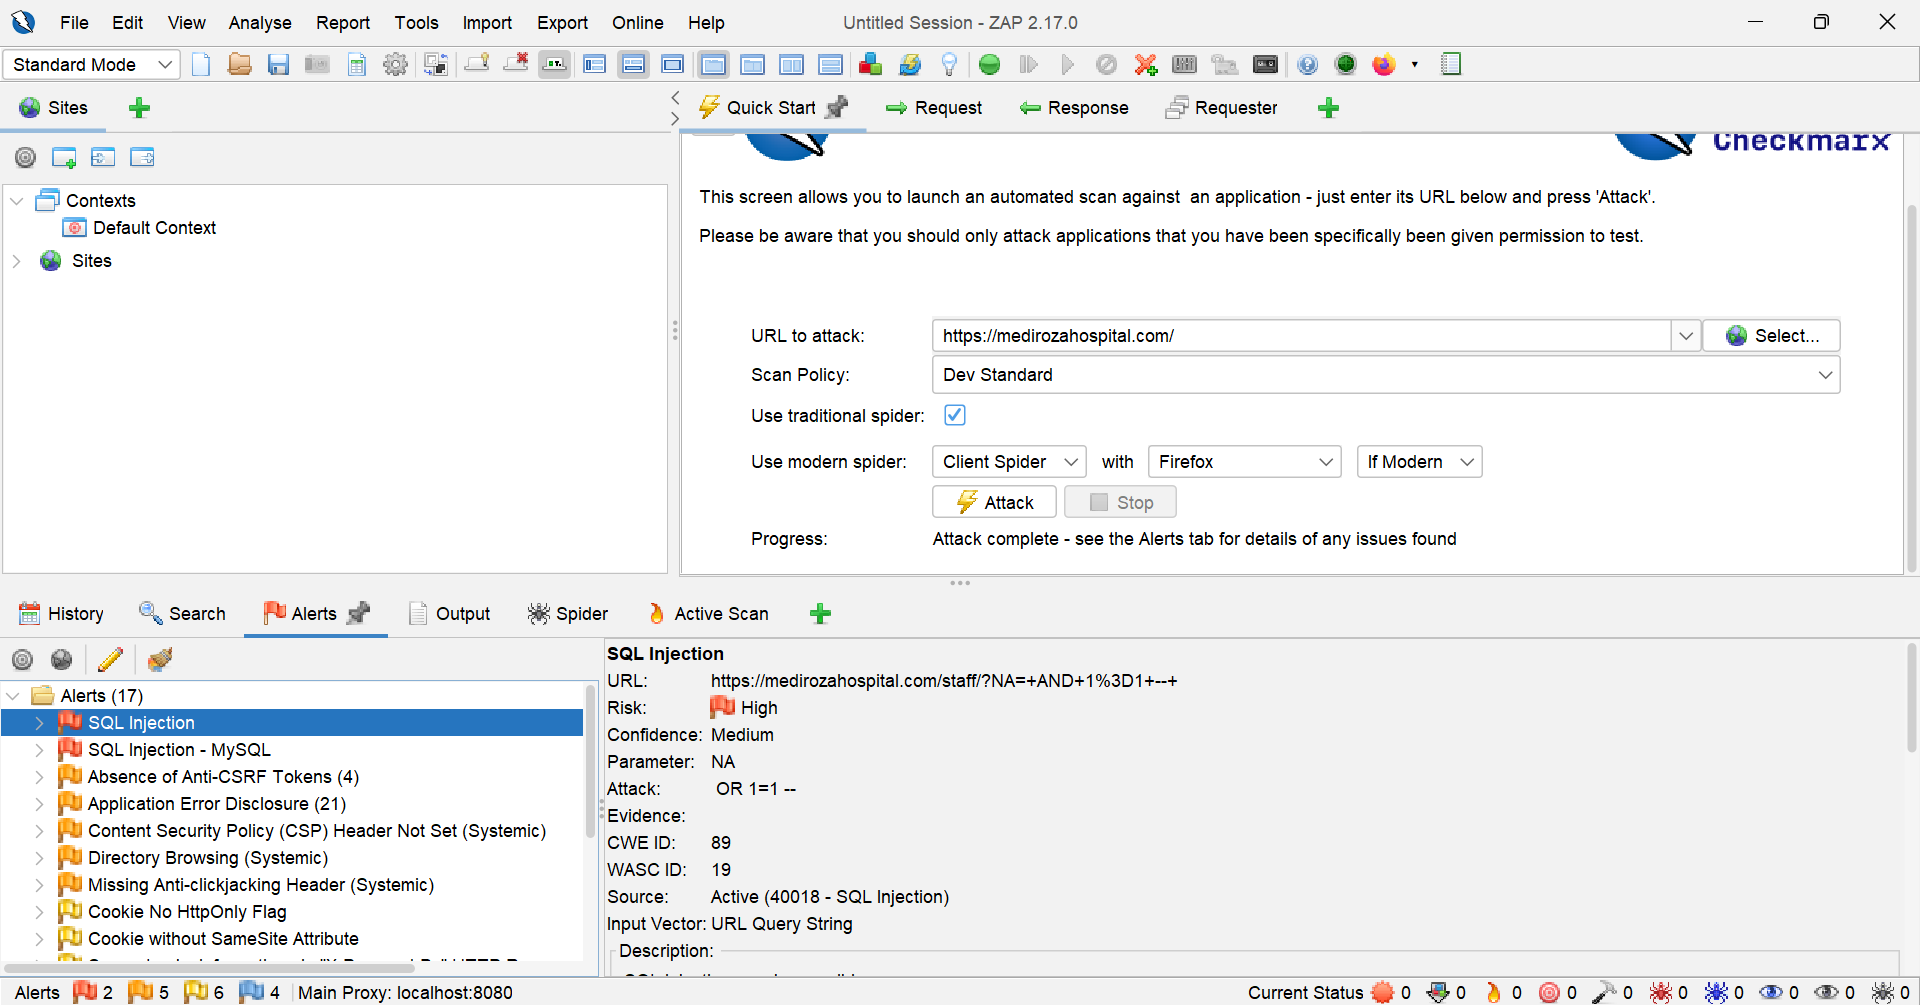 File Edit View Analyse Report Tools Import Export Online Help Untitled Session - ZAP 2.17.0
Standard Mode
Sites
Quick Start Request Response Requester
Checkmarx
Contexts
Default Context
Sites
This screen allows you to launch an automated scan against an application - just enter its URL below and press 'Attack'.
Please be aware that you should only attack applications that you have been specifically been given permission to test.
URL to attack: https://medirozahospital.com/ Select...
Scan Policy: Dev Standard
Use traditional spider:
Use modern spider: Client Spider with Firefox If Modern
Attack Stop
Progress: Attack complete - see the Alerts tab for details of any issues found
History Search Alerts Output Spider Active Scan
Alerts (17)
SQL Injection
SQL Injection - MySQL
Absence of Anti-CSRF Tokens (4)
Application Error Disclosure (21)
Content Security Policy (CSP) Header Not Set (Systemic)
Directory Browsing (Systemic)
Missing Anti-clickjacking Header (Systemic)
Cookie No HttpOnly Flag
Cookie without SameSite Attribute
SQL Injection
URL: https://medirozahospital.com/staff/?NA=+AND+1%3D1+--+
Risk: High
Confidence: Medium
Parameter: NA
Attack: OR 1=1 --
Evidence:
CWE ID: 89
WASC ID: 19
Source: Active (40018 - SQL Injection)
Input Vector: URL Query String
Description:
Alerts 2 5 6 4 Main Proxy: localhost:8080 Current Status 0 0 0 0 0 0 0 0 0 0